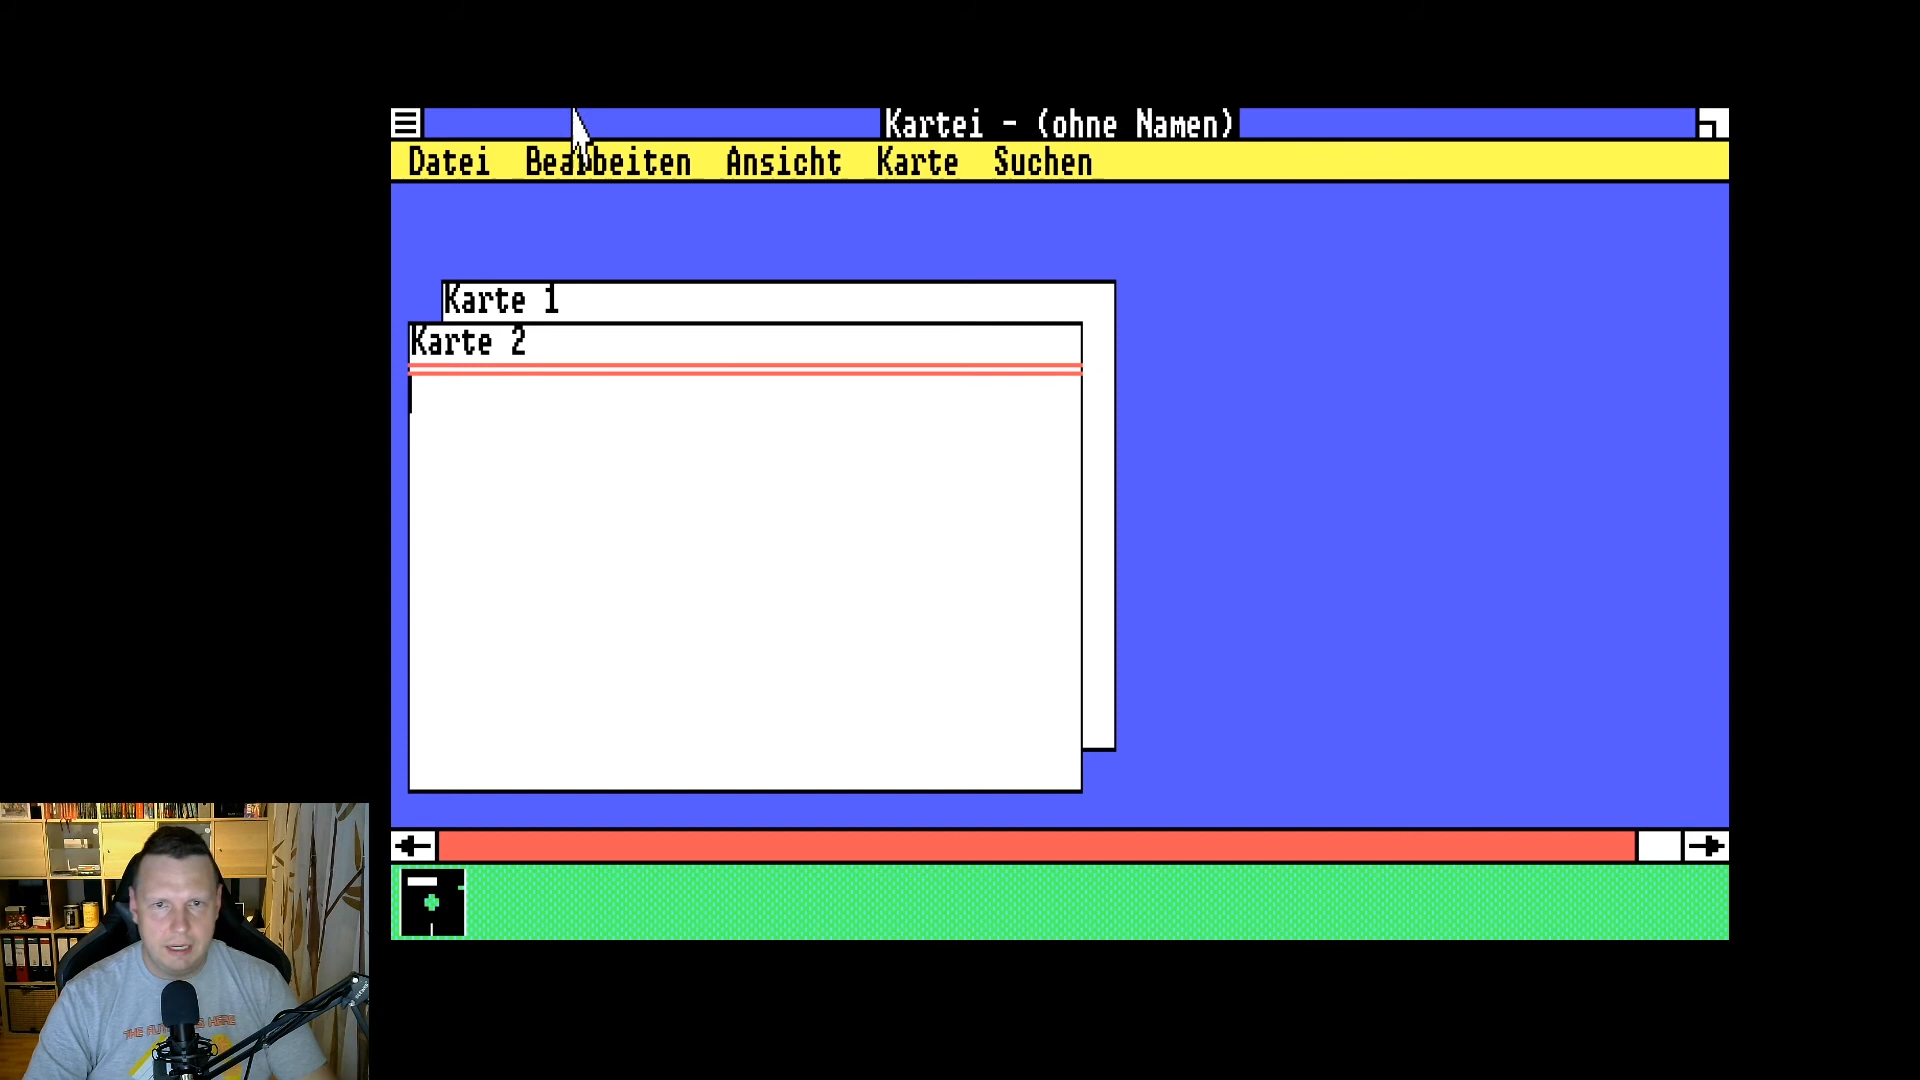 Kartei - (ohne Namen)
Datei Bearbeiten Ansicht Karte Suchen
Karte 1
Karte 2